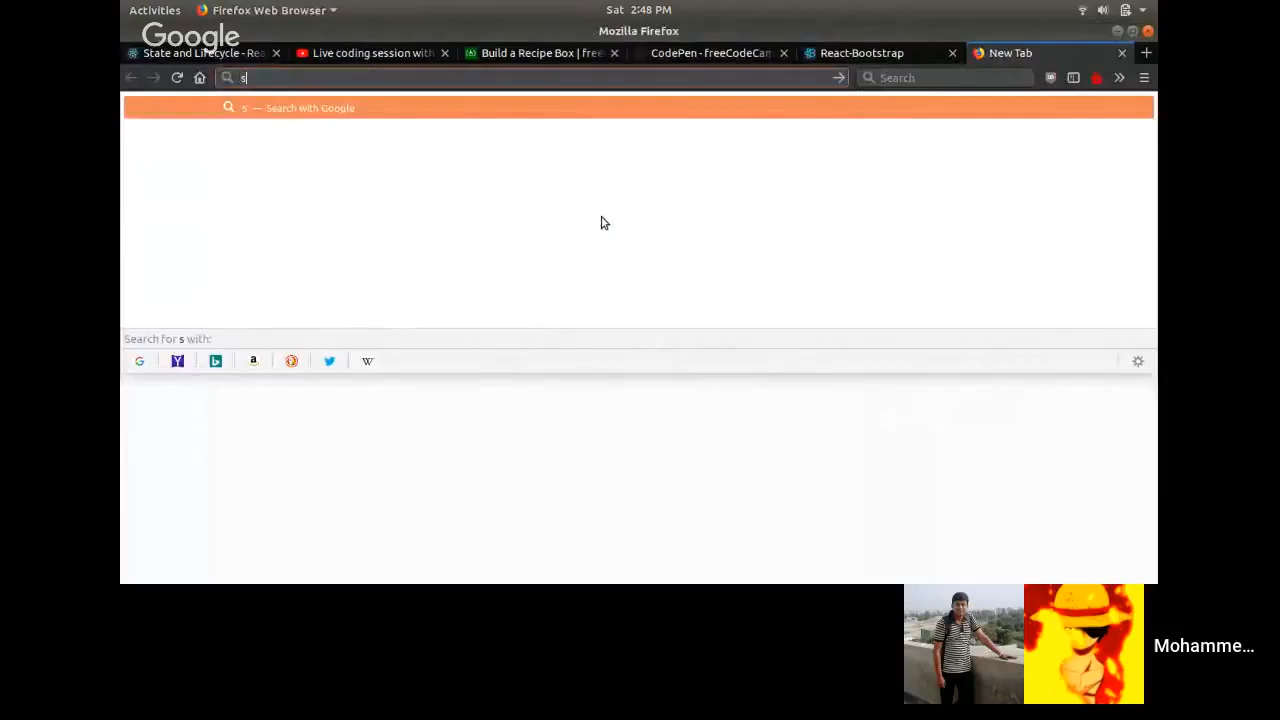 Activities Firefox Web Browser Sat 2:48 PM
Google
Mozilla Firefox
State and Lifecycle - Rea Live coding session with Build a Recipe Box | free CodePen - freeCodeCam React-Bootstrap New Tab
s Search
s — Search with Google
Search for s with:
G Y b a W
Mohamme...